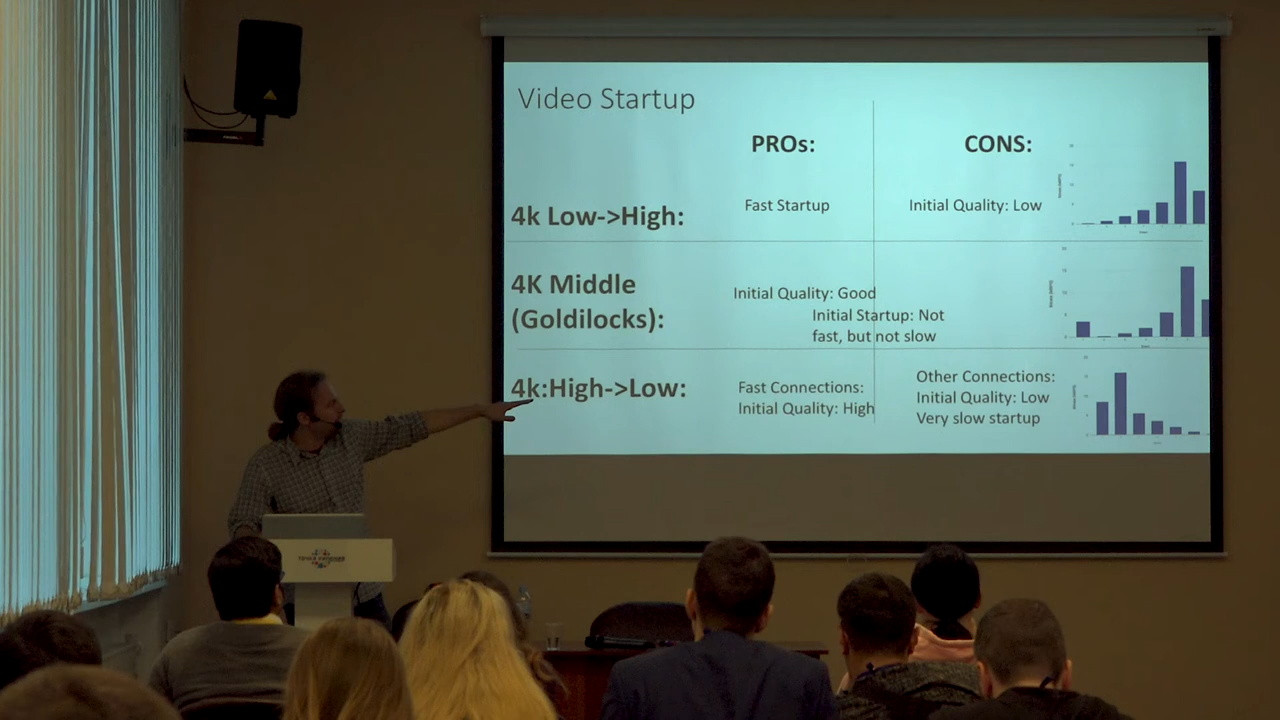 Video Startup
PROs:
CONS:
4k Low->High:
Fast Startup
Initial Quality: Low
4K Middle
(Goldilocks):
Initial Quality: Good
Initial Startup: Not
fast, but not slow
4k:High->Low:
Fast Connections:
Initial Quality: High
Other Connections:
Initial Quality: Low
Very slow startup